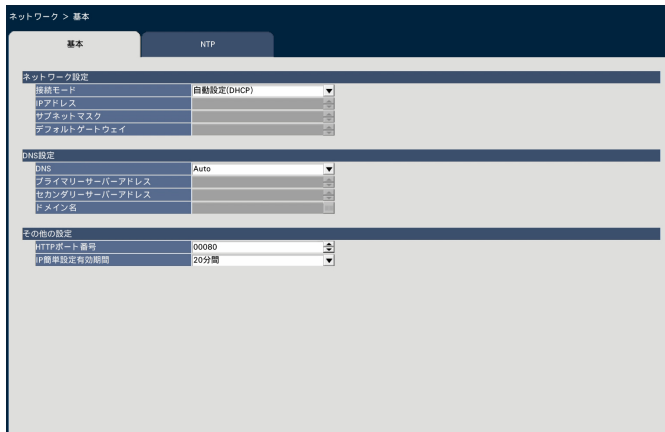 ネットワーク > 基本
基本
NTP
ネットワーク設定
接続モード 自動設定(DHCP)
IPアドレス
サブネットマスク
デフォルトゲートウェイ
DNS設定
DNS Auto
プライマリーサーバーアドレス
セカンダリーサーバーアドレス
ドメイン名
その他の設定
HTTPポート番号 00080
IP簡単設定有効期間 20分間